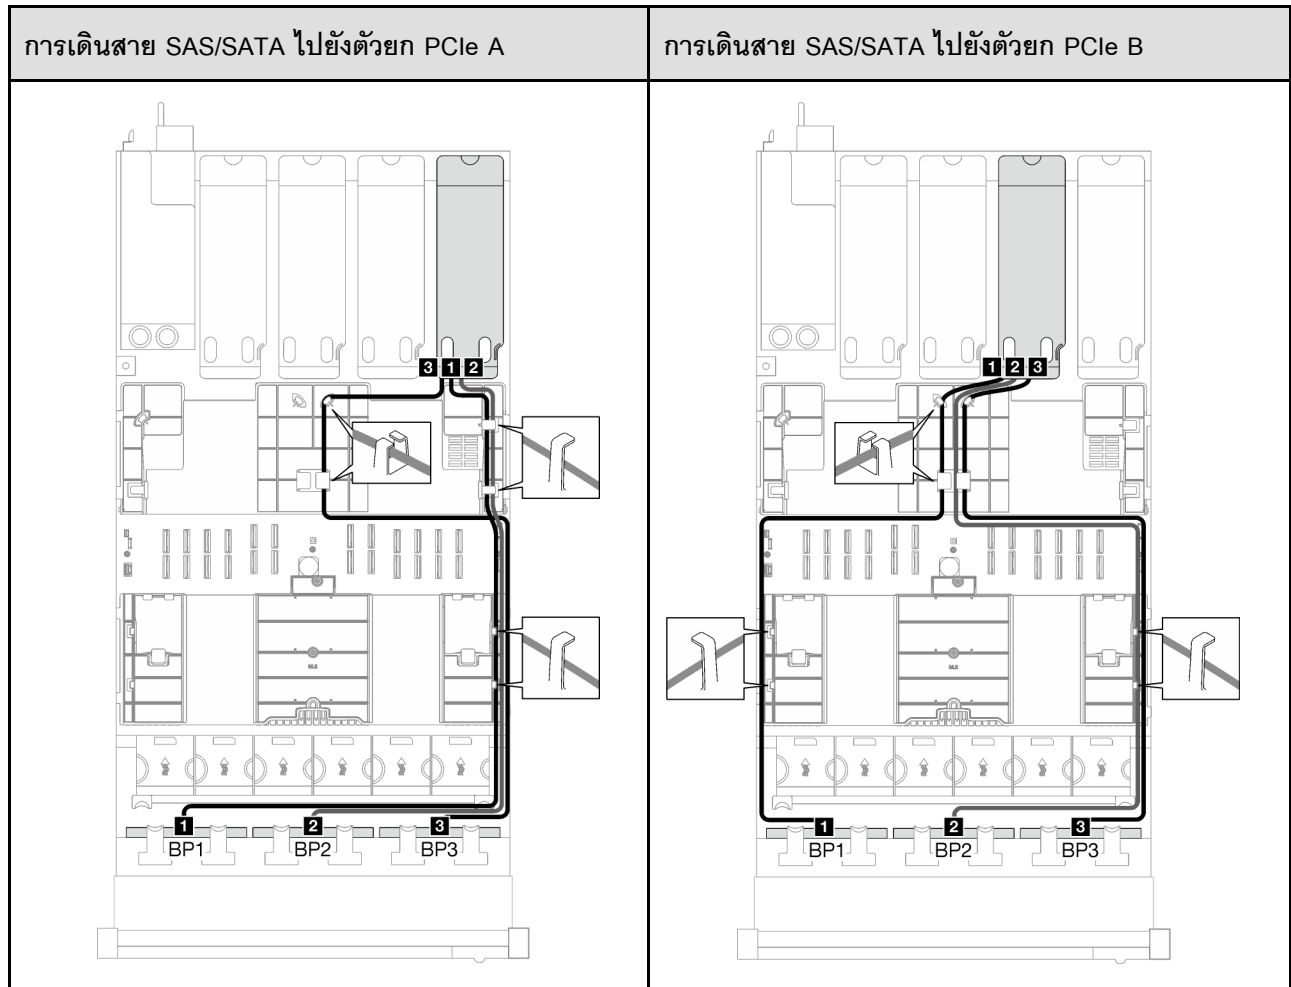 การเดินสาย SAS/SATA ไปยังตัวยก PCIe A
การเดินสาย SAS/SATA ไปยังตัวยก PCIe B
3 1 2
1 2 3
M.2
M.2
1 2 3
BP1 BP2 BP3
1 2 3
BP1 BP2 BP3